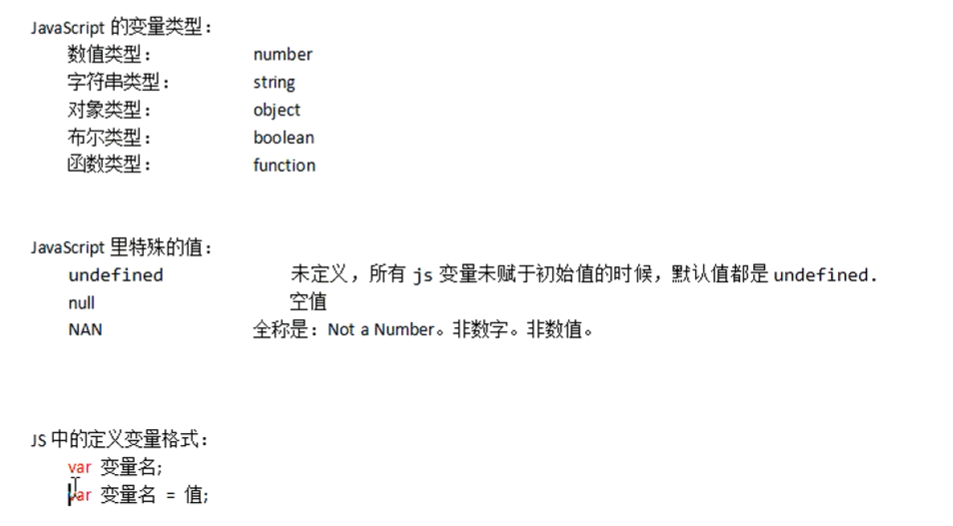 JavaScript 的变量类型：
数值类型： number
字符串类型： string
对象类型： object
布尔类型： boolean
函数类型： function
JavaScript 里特殊的值：
undefined 未定义，所有 js 变量未赋于初始值的时候，默认值都是 undefined.
null 空值
NAN 全称是：Not a Number。非数字。非数值。
JS 中的定义变量格式：
var 变量名;
var 变量名 = 值;